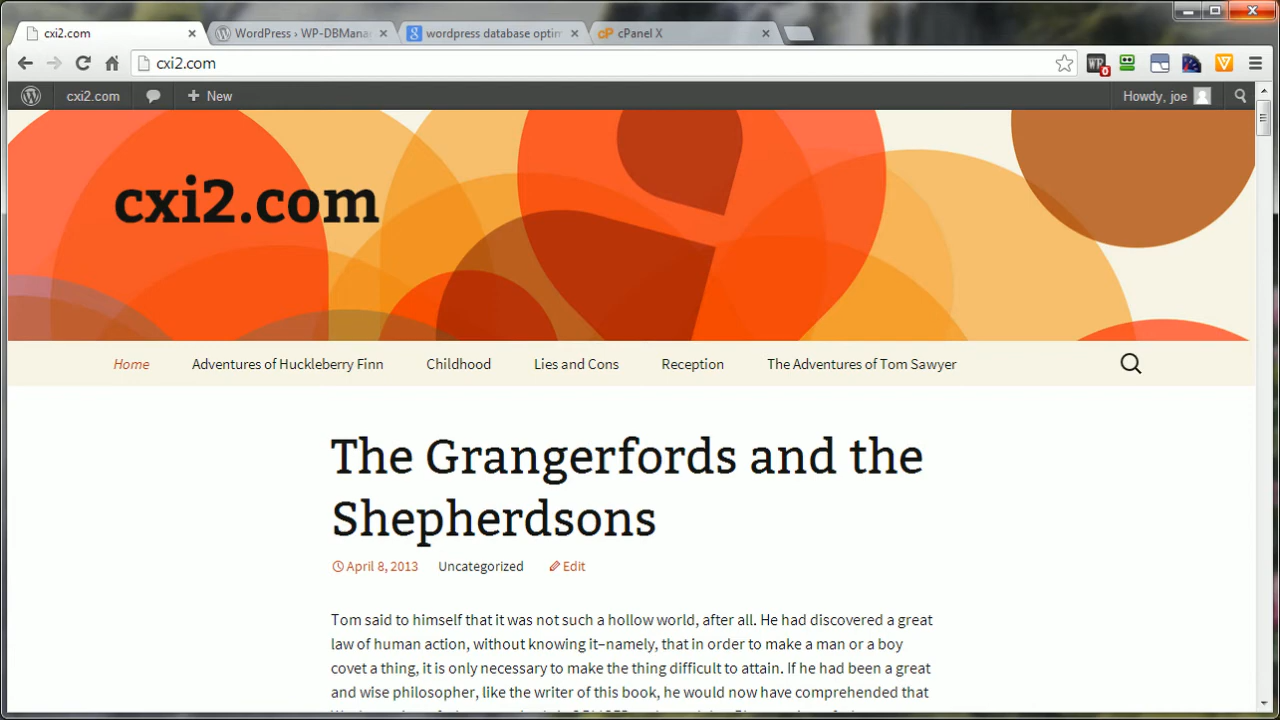 cxi2.com
WordPress › WP-DBMana
wordpress database optim
cPanel X
cxi2.com
cxi2.com
New
Howdy, joe
cxi2.com
Home
Adventures of Huckleberry Finn
Childhood
Lies and Cons
Reception
The Adventures of Tom Sawyer
The Grangerfords and the
Shepherdsons
April 8, 2013
Uncategorized
Edit
Tom said to himself that it was not such a hollow world, after all. He had discovered a great
law of human action, without knowing it–namely, that in order to make a man or a boy
covet a thing, it is only necessary to make the thing difficult to attain. If he had been a great
and wise philosopher, like the writer of this book, he would now have comprehended that